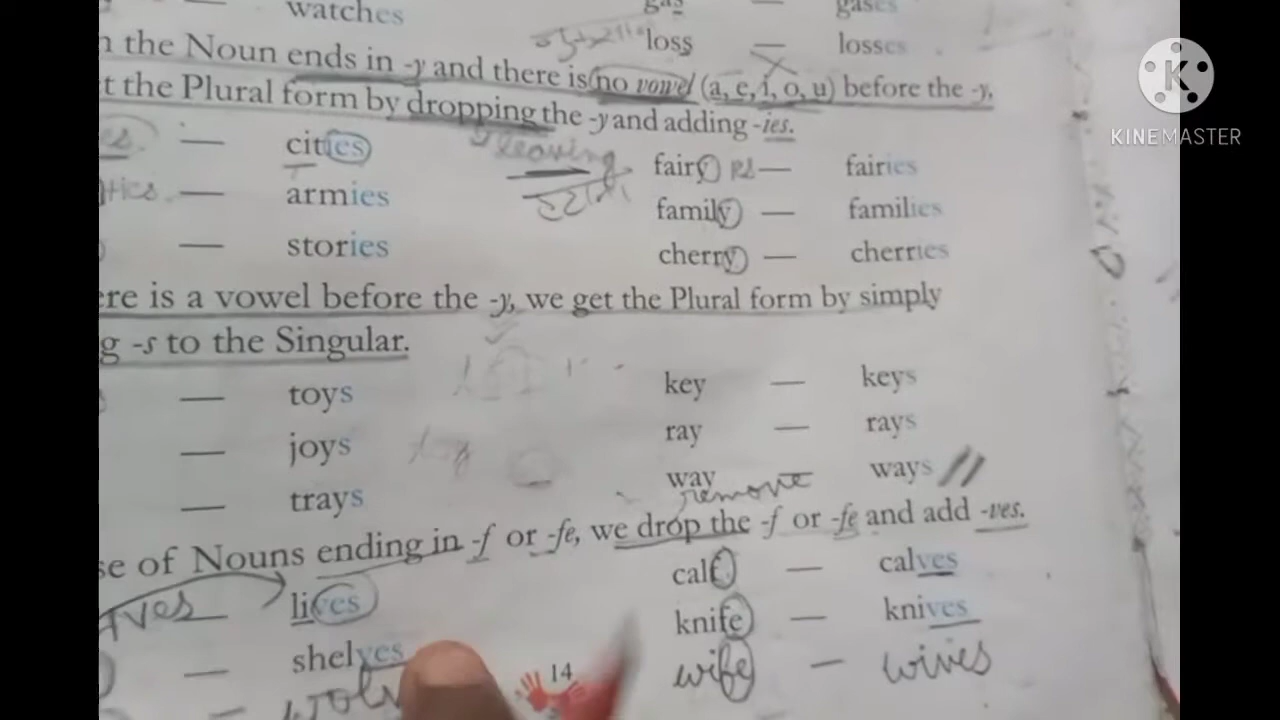 watches gas — gases
loss — losses
the Noun ends in -y and there is no vowel (a, e, i, o, u) before the -y,
t the Plural form by dropping the -y and adding -ies.
— cities leaving fairy — fairies
— armies family — families
— stories cherry — cherries
ere is a vowel before the -y, we get the Plural form by simply
g -s to the Singular.
— toys key — keys
— joys ray — rays
— trays way — ways
remove
se of Nouns ending in -f or -fe, we drop the -f or -fe and add -ves.
— lives calf — calves
— shelves knife — knives
wife — wives
14
KINEMASTER